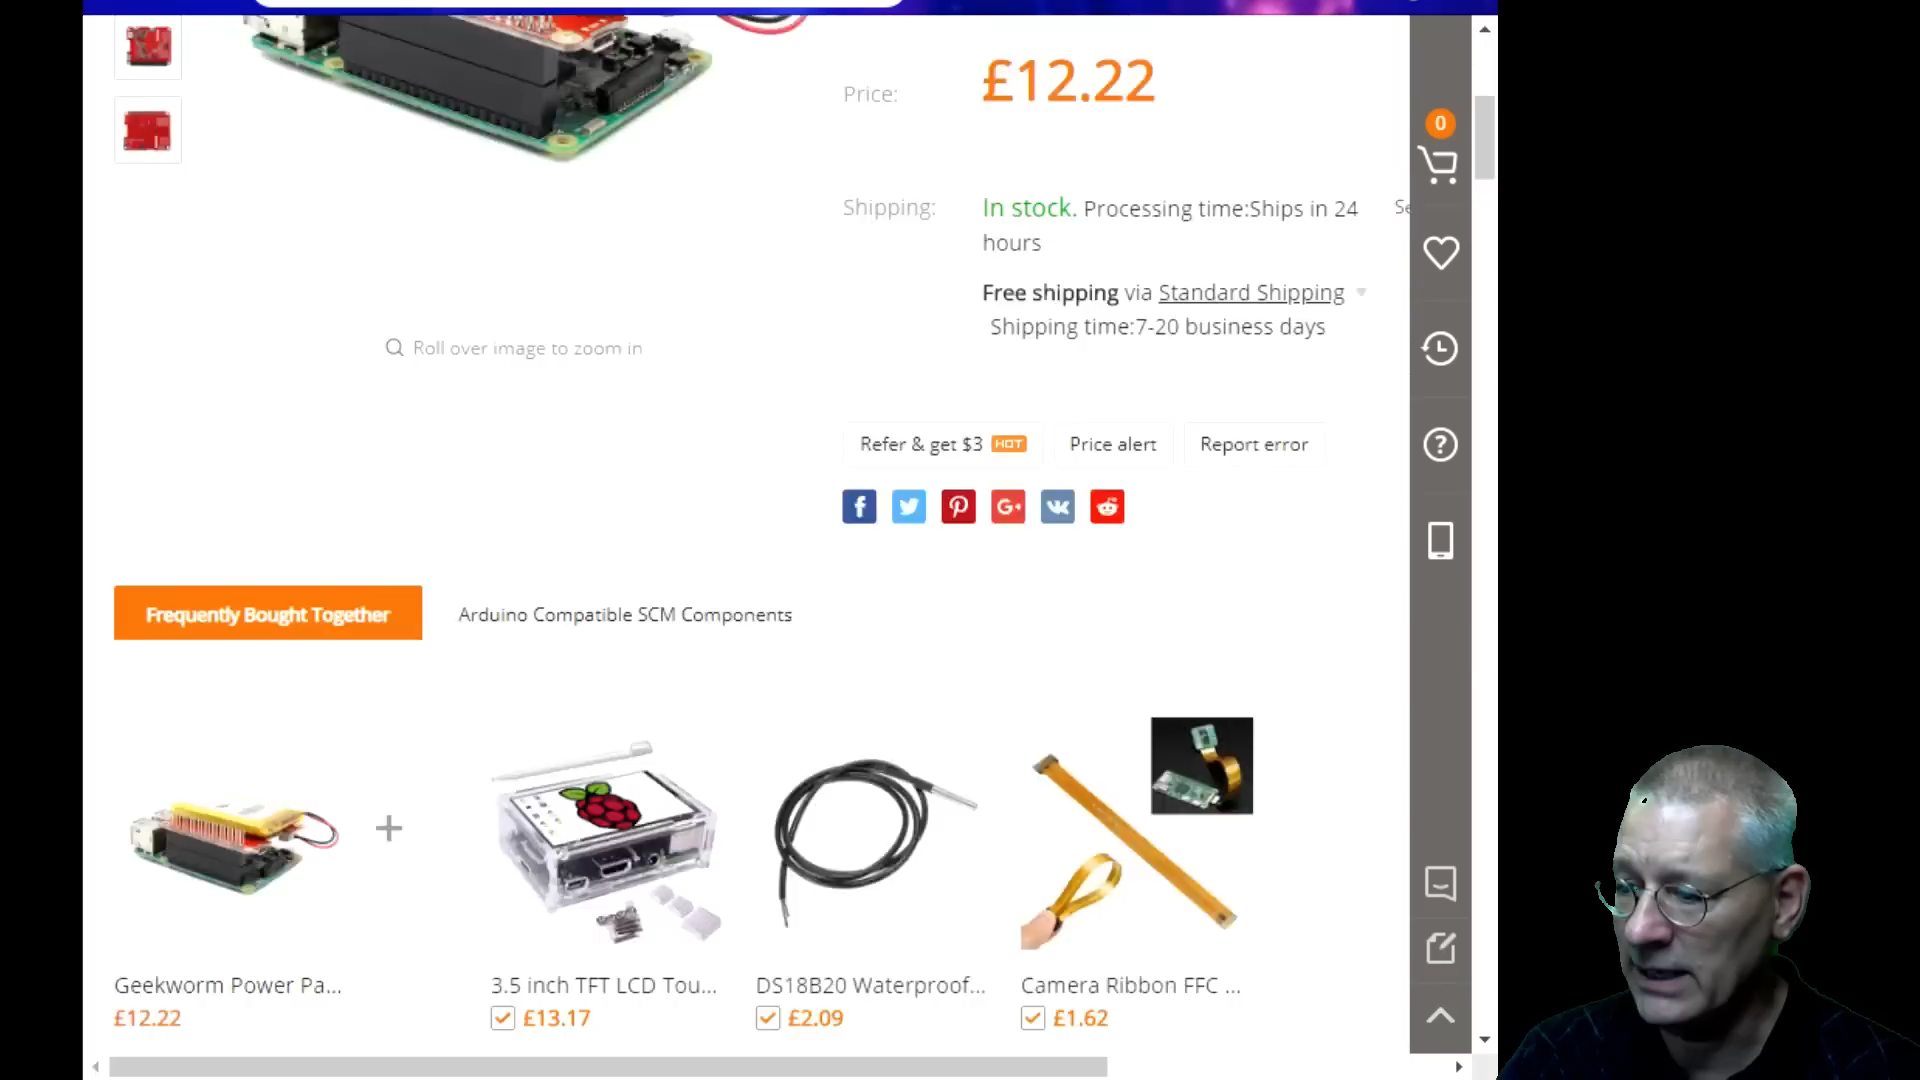 Price:
£12.22
0
Shipping:
In stock. Processing time:Ships in 24
hours
Free shipping via Standard Shipping
Shipping time:7-20 business days
Roll over image to zoom in
Refer & get $3 HOT
Price alert
Report error
Frequently Bought Together
Arduino Compatible SCM Components
+
Geekworm Power Pa...
£12.22
3.5 inch TFT LCD Tou...
£13.17
DS18B20 Waterproof...
£2.09
Camera Ribbon FFC ...
£1.62